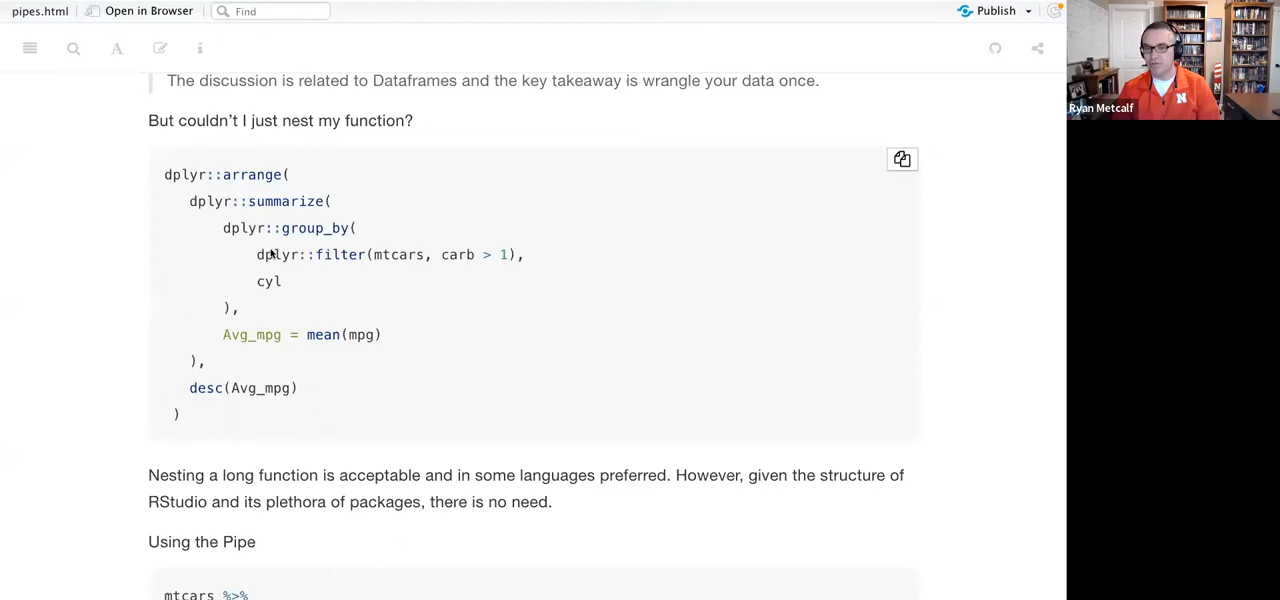 pipes.html
Open in Browser
Find
Publish
The discussion is related to Dataframes and the key takeaway is wrangle your data once.
But couldn't I just nest my function?
dplyr::arrange(
dplyr::summarize(
dplyr::group_by(
dplyr::filter(mtcars, carb > 1),
cyl
),
Avg_mpg = mean(mpg)
),
desc(Avg_mpg)
)
Nesting a long function is acceptable and in some languages preferred. However, given the structure of
RStudio and its plethora of packages, there is no need.
Using the Pipe
mtcars %>%
Ryan Metcalf
N